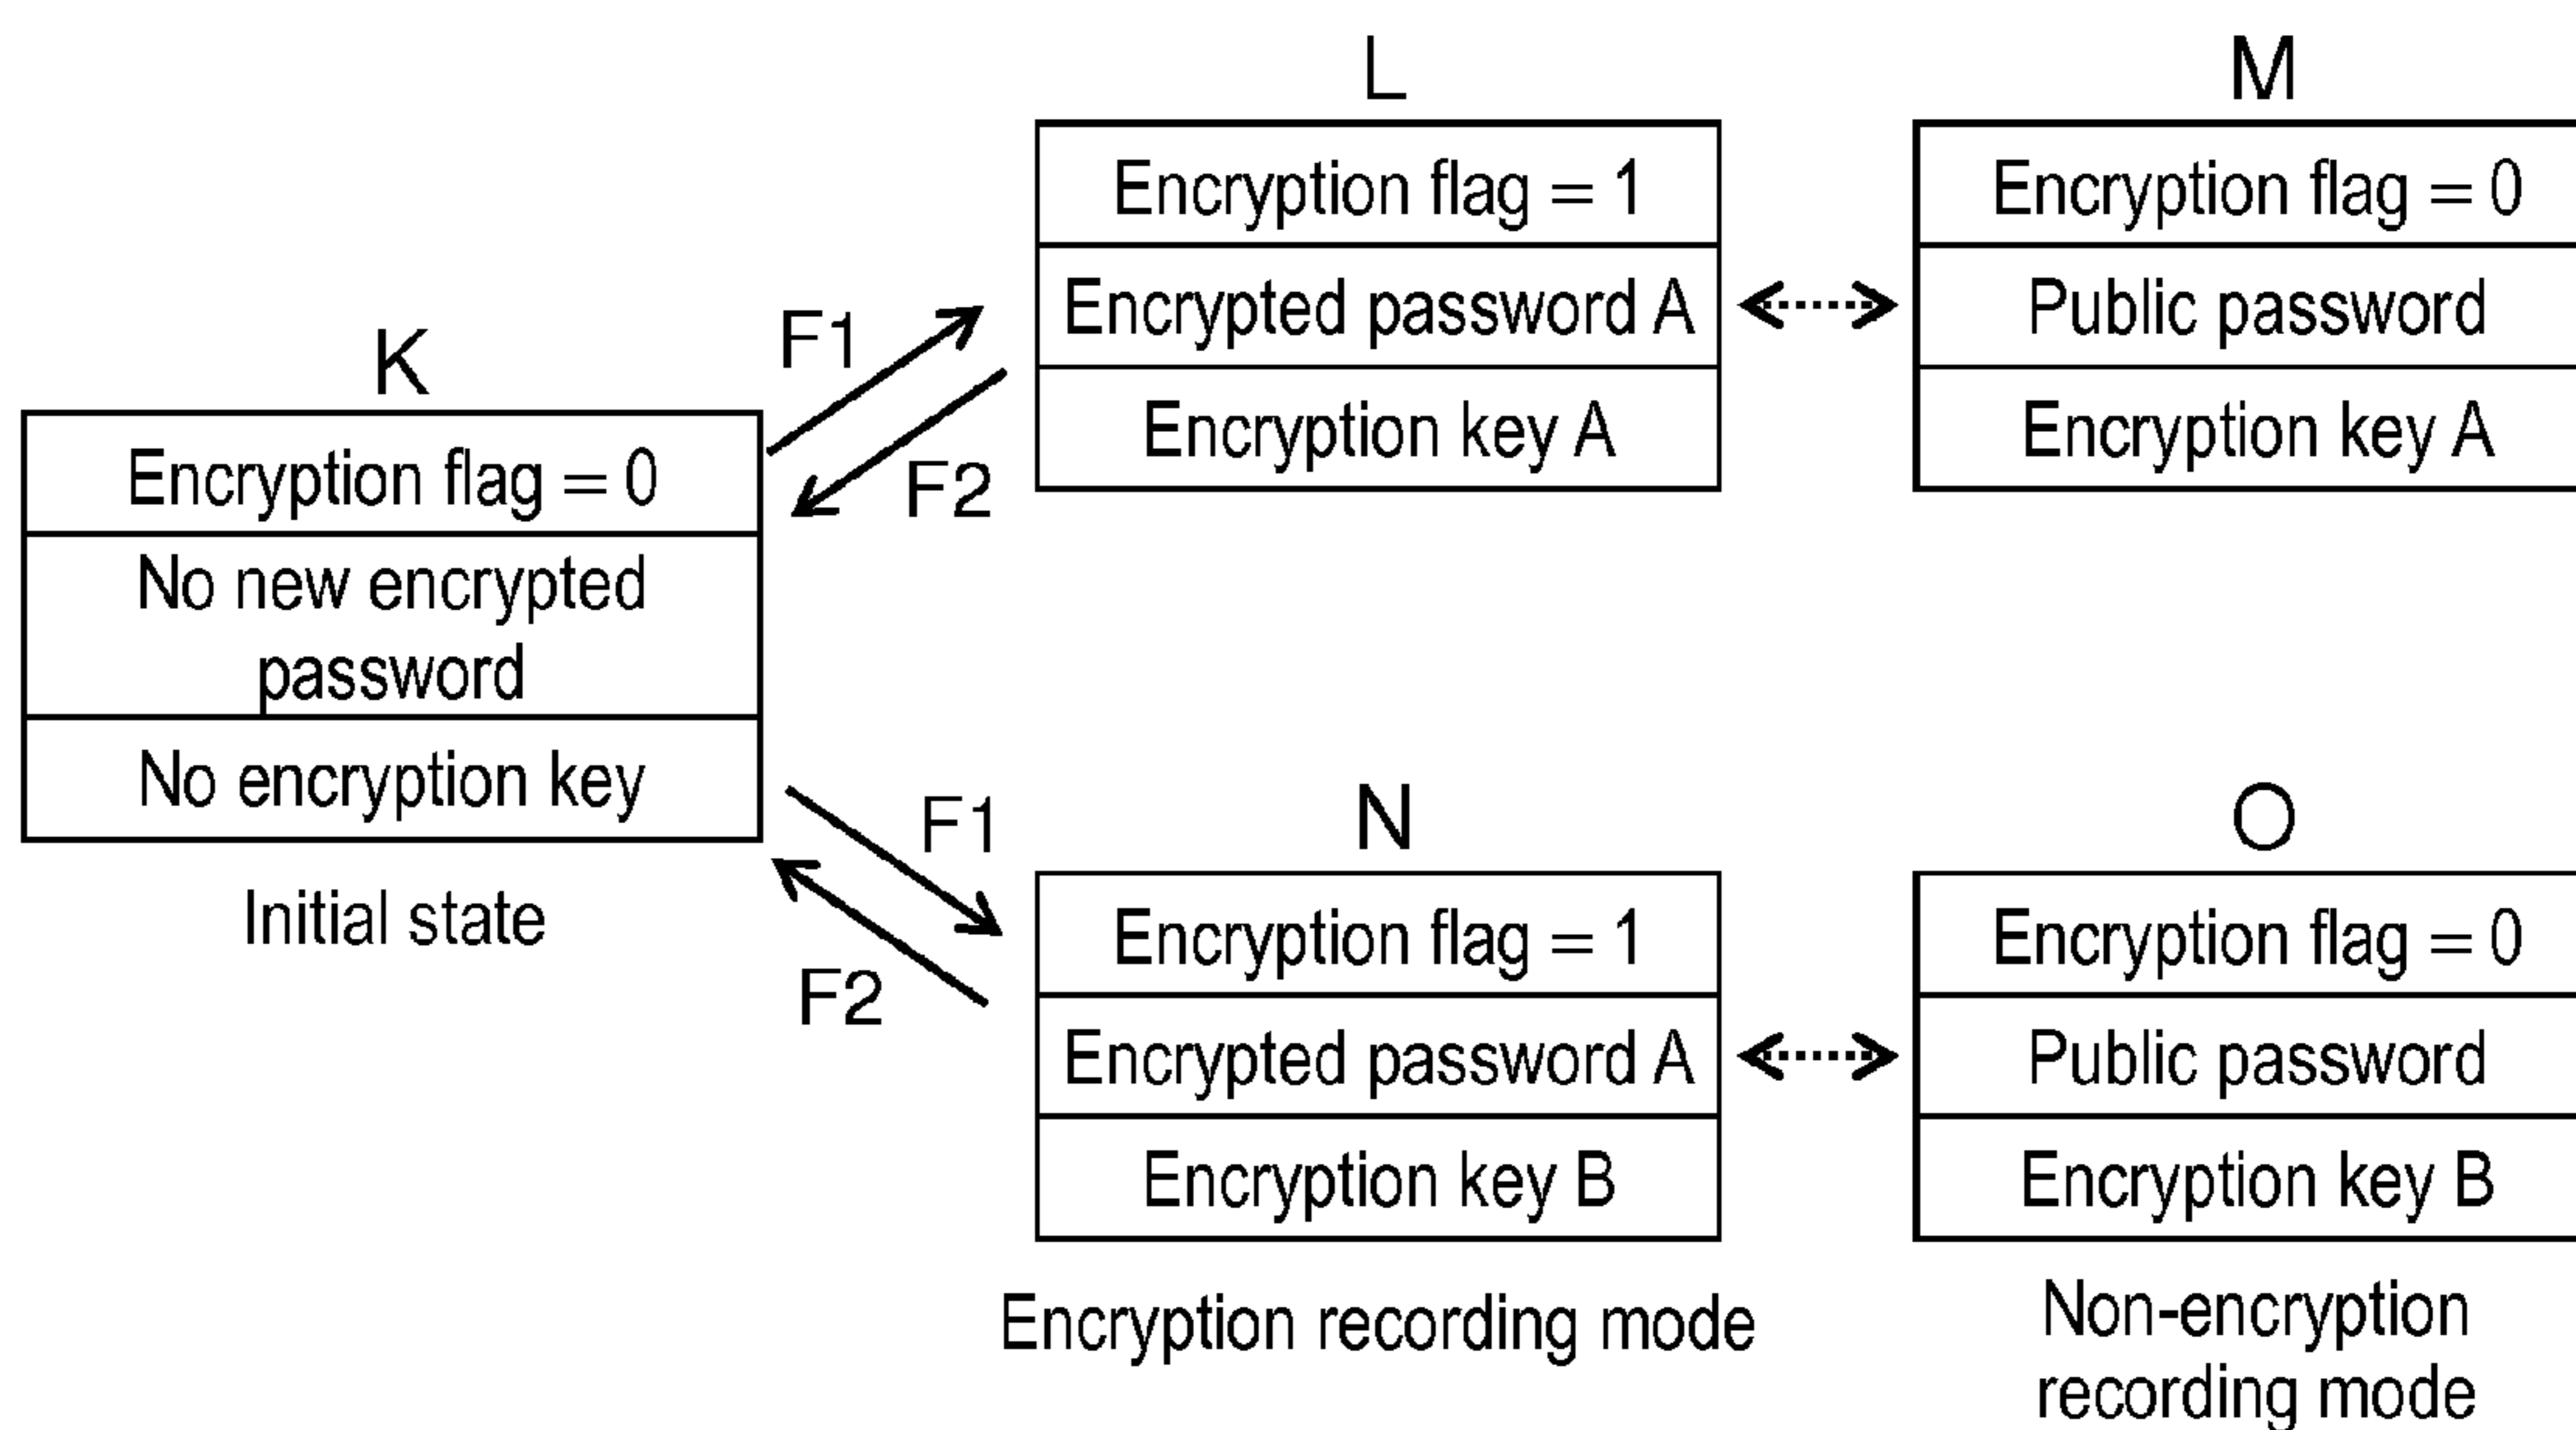 K
Encryption flag = 0
No new encrypted
password
No encryption key
Initial state
F1
F2
F1
F2
L
Encryption flag = 1
Encrypted password A
Encryption key A
M
Encryption flag = 0
Public password
Encryption key A
N
Encryption flag = 1
Encrypted password A
Encryption key B
Encryption recording mode
O
Encryption flag = 0
Public password
Encryption key B
Non-encryption
recording mode